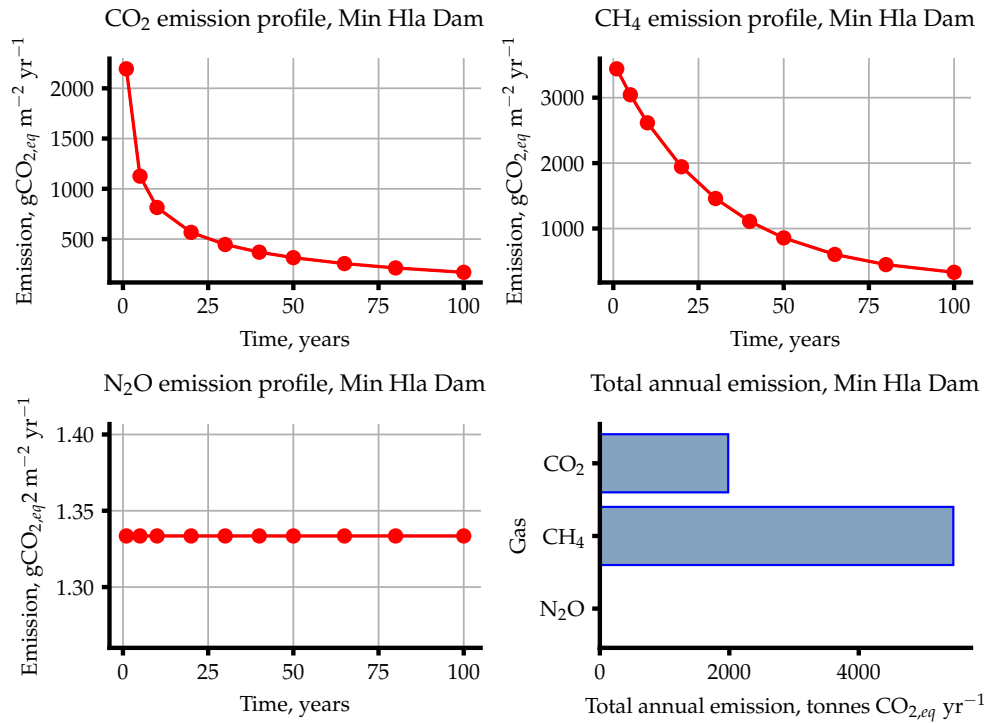 CO₂ emission profile, Min Hla Dam
Emission, gCO₂,eq m⁻² yr⁻¹
2000
1500
1000
500
0 25 50 75 100
Time, years
CH₄ emission profile, Min Hla Dam
Emission, gCO₂,eq m⁻² yr⁻¹
3000
2000
1000
0 25 50 75 100
Time, years
N₂O emission profile, Min Hla Dam
Emission, gCO₂,eq2 m⁻² yr⁻¹
1.40
1.35
1.30
0 25 50 75 100
Time, years
Total annual emission, Min Hla Dam
Gas
CO₂
CH₄
N₂O
0 2000 4000
Total annual emission, tonnes CO₂,eq yr⁻¹